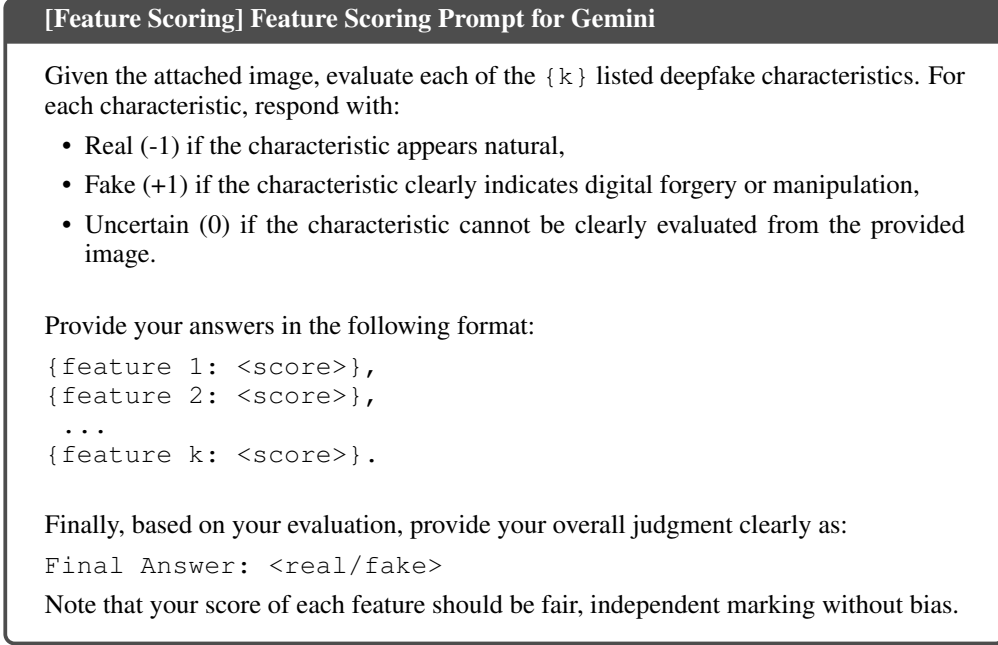 [Feature Scoring] Feature Scoring Prompt for Gemini
Given the attached image, evaluate each of the {k} listed deepfake characteristics. For
each characteristic, respond with:
• Real (-1) if the characteristic appears natural,
• Fake (+1) if the characteristic clearly indicates digital forgery or manipulation,
• Uncertain (0) if the characteristic cannot be clearly evaluated from the provided
image.
Provide your answers in the following format:
{feature 1: <score>},
{feature 2: <score>},
...
{feature k: <score>}.
Finally, based on your evaluation, provide your overall judgment clearly as:
Final Answer: <real/fake>
Note that your score of each feature should be fair, independent marking without bias.